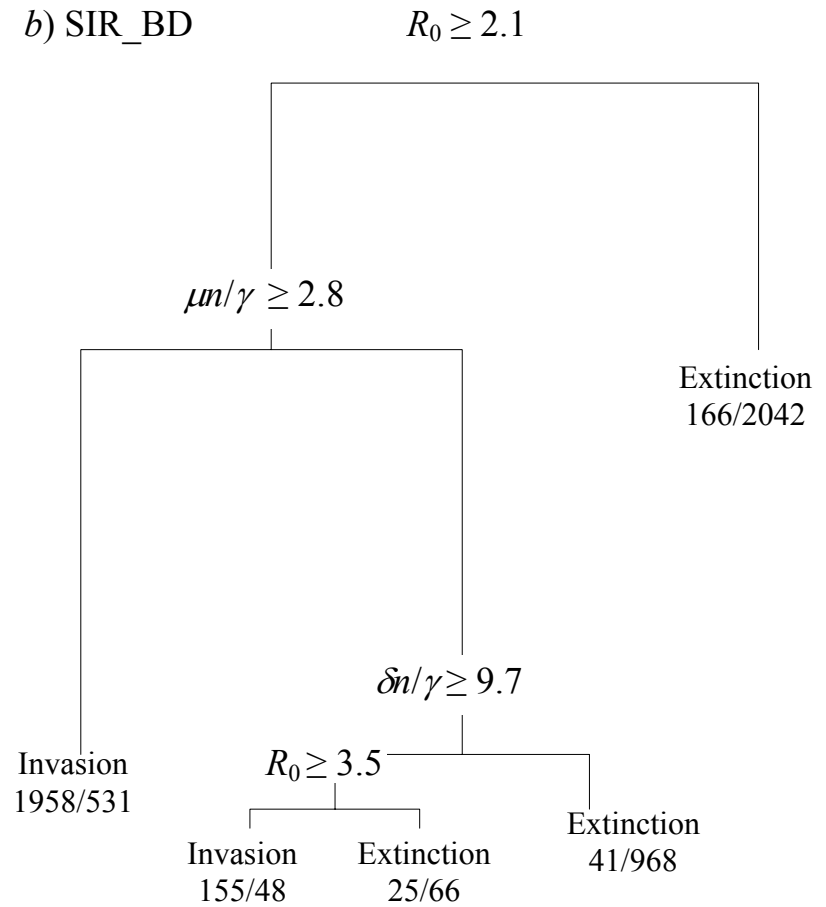 b) SIR_BD
R₀ ≥ 2.1
μn/γ ≥ 2.8
Extinction
166/2042
δn/γ ≥ 9.7
Invasion
1958/531
R₀ ≥ 3.5
Invasion
155/48
Extinction
25/66
Extinction
41/968